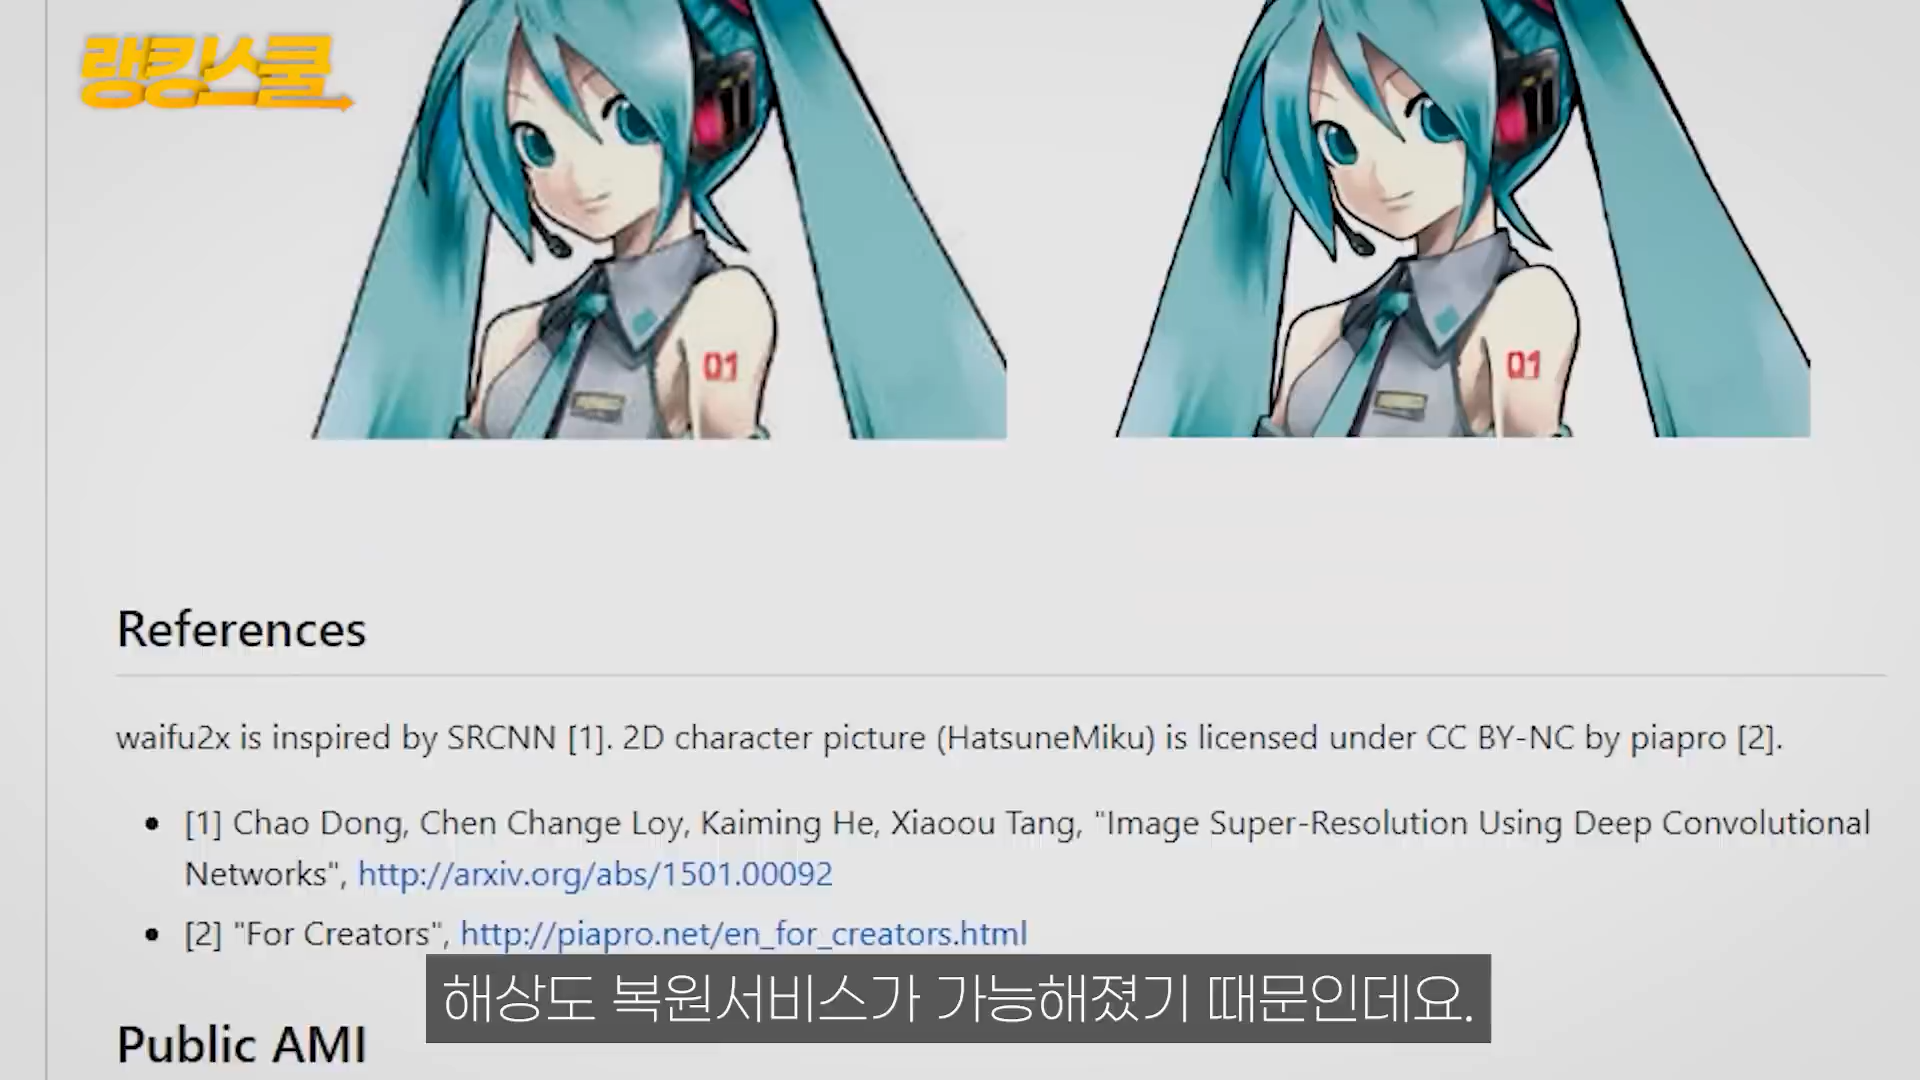 랭킹스쿨
01
01
References
waifu2x is inspired by SRCNN [1]. 2D character picture (HatsuneMiku) is licensed under CC BY-NC by piapro [2].
[1] Chao Dong, Chen Change Loy, Kaiming He, Xiaoou Tang, "Image Super-Resolution Using Deep Convolutional
Networks", http://arxiv.org/abs/1501.00092
[2] "For Creators", http://piapro.net/en_for_creators.html
해상도 복원서비스가 가능해졌기 때문인데요.
Public AMI